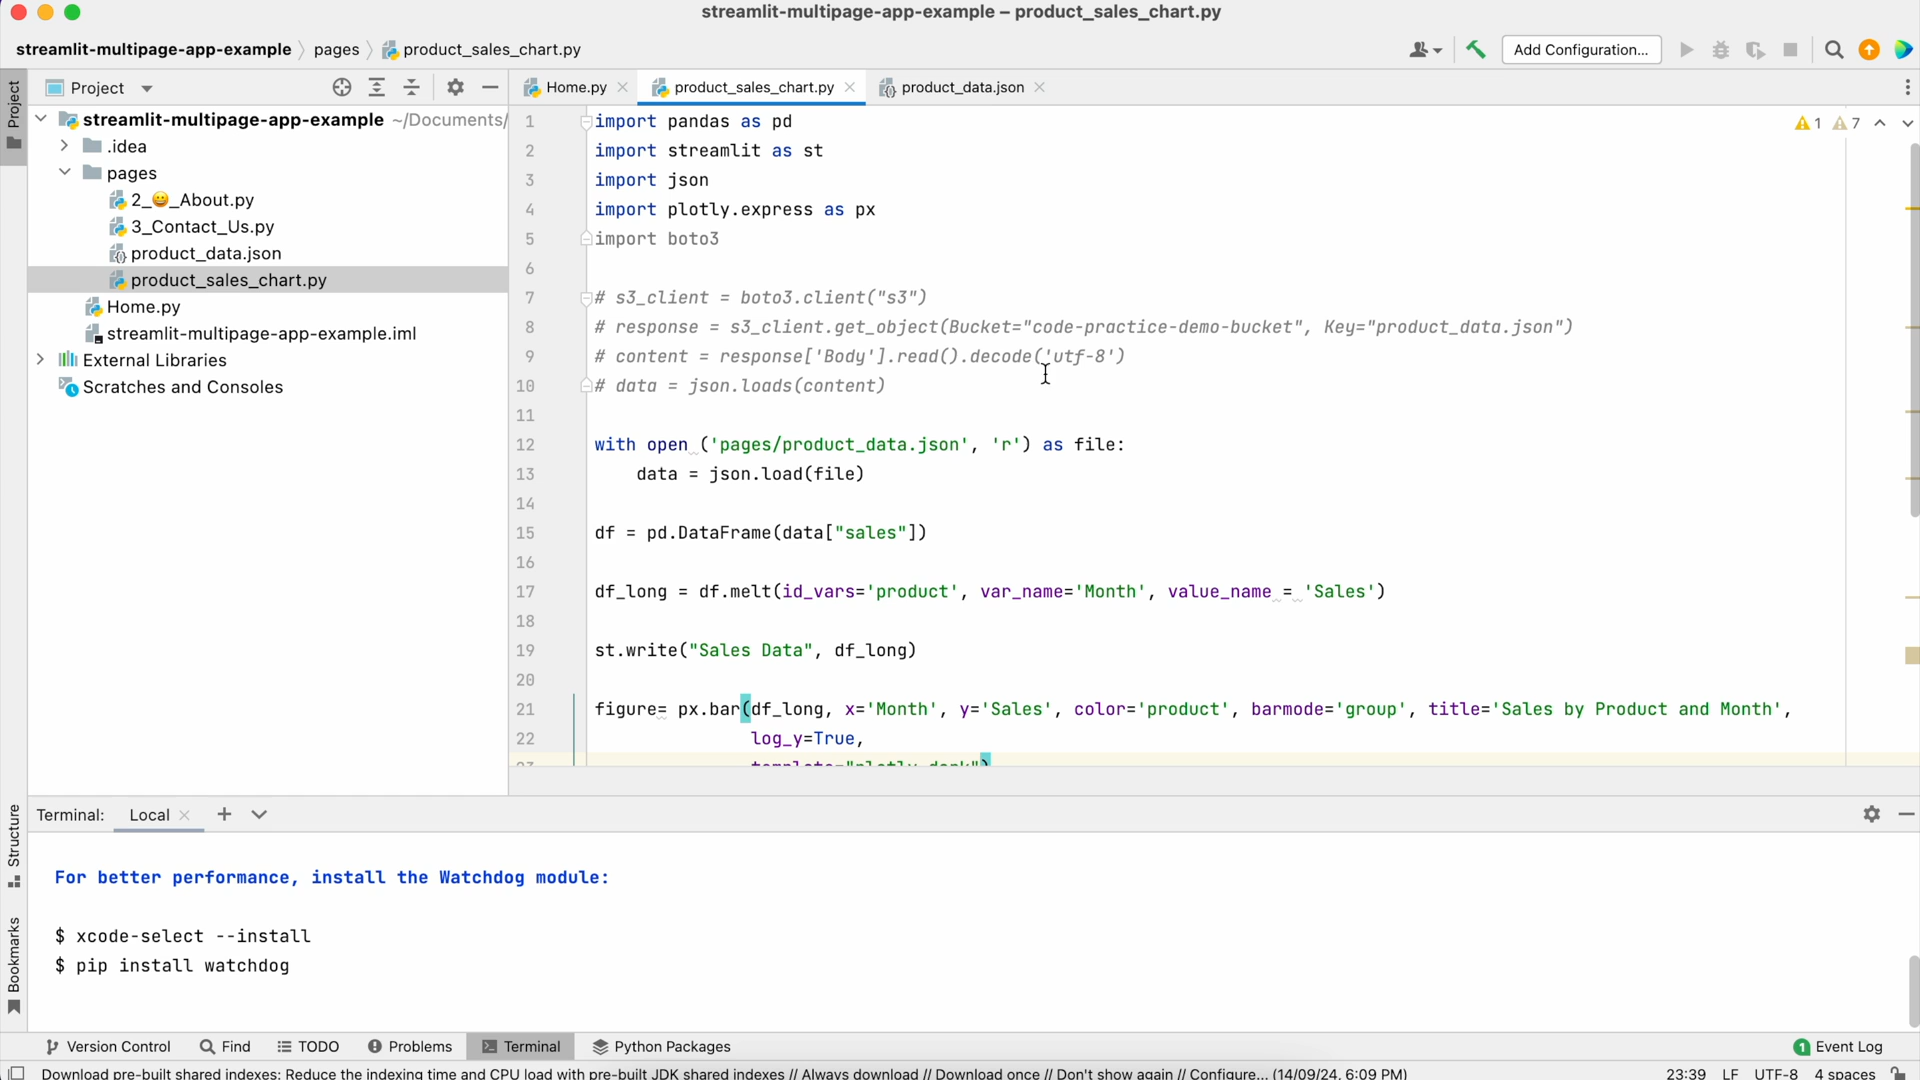 streamlit-multipage-app-example – product_sales_chart.py
streamlit-multipage-app-example
pages
product_sales_chart.py
Add Configuration...
Project
Project
Home.py
product_sales_chart.py
product_data.json
streamlit-multipage-app-example ~/Documents/
.idea
pages
2_😀_About.py
3_Contact_Us.py
product_data.json
product_sales_chart.py
Home.py
streamlit-multipage-app-example.iml
External Libraries
Scratches and Consoles
1 import pandas as pd
2 import streamlit as st
3 import json
4 import plotly.express as px
5 import boto3
6
7 # s3_client = boto3.client("s3")
8 # response = s3_client.get_object(Bucket="code-practice-demo-bucket", Key="product_data.json")
9 # content = response['Body'].read().decode('utf-8')
10 # data = json.loads(content)
11
12 with open ('pages/product_data.json', 'r') as file:
13 data = json.load(file)
14
15 df = pd.DataFrame(data["sales"])
16
17 df_long = df.melt(id_vars='product', var_name='Month', value_name = 'Sales')
18
19 st.write("Sales Data", df_long)
20
21 figure= px.bar(df_long, x='Month', y='Sales', color='product', barmode='group', title='Sales by Product and Month',
22 log_y=True,
23 template="plotly_dark")
1 7
Terminal: Local
For better performance, install the Watchdog module:
$ xcode-select --install
$ pip install watchdog
Structure
Bookmarks
Version Control
Find
TODO
Problems
Terminal
Python Packages
1 Event Log
Download pre-built shared indexes: Reduce the indexing time and CPU load with pre-built JDK shared indexes // Always download // Download once // Don't show again // Configure... (14/09/24, 6:09 PM)
23:39 LF UTF-8 4 spaces